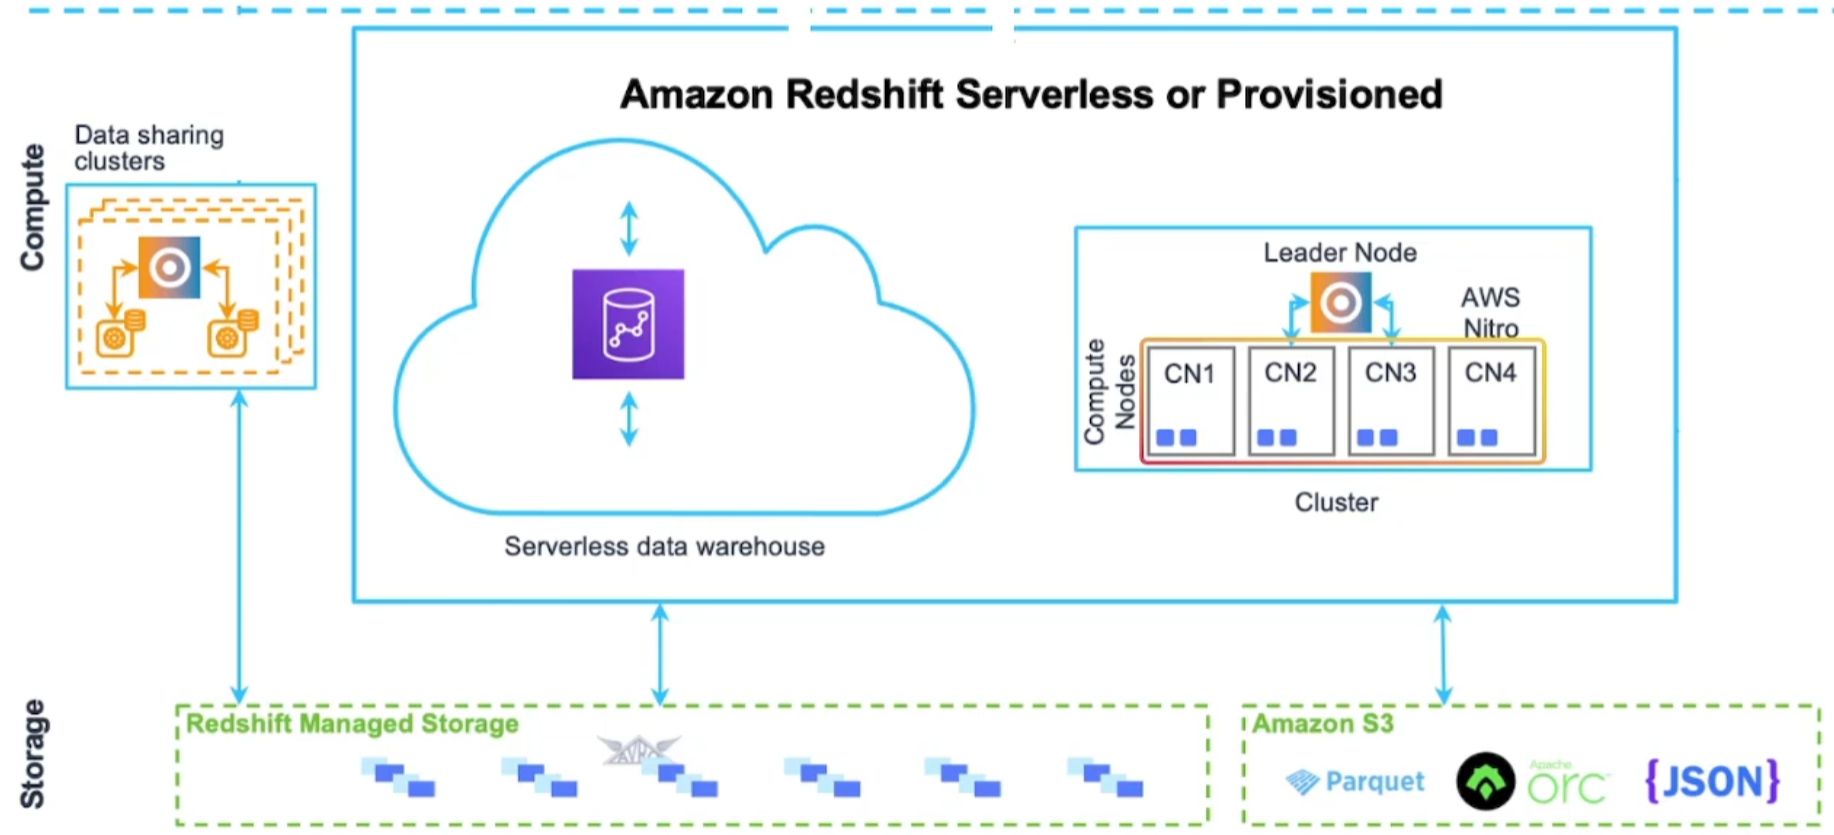 Amazon Redshift Serverless or Provisioned
Compute
Data sharing
clusters
Serverless data warehouse
Leader Node
AWS
Nitro
Compute
Nodes
CN1
CN2
CN3
CN4
Cluster
Storage
Redshift Managed Storage
AVRO
Amazon S3
Parquet
Apache
orc
{JSON}